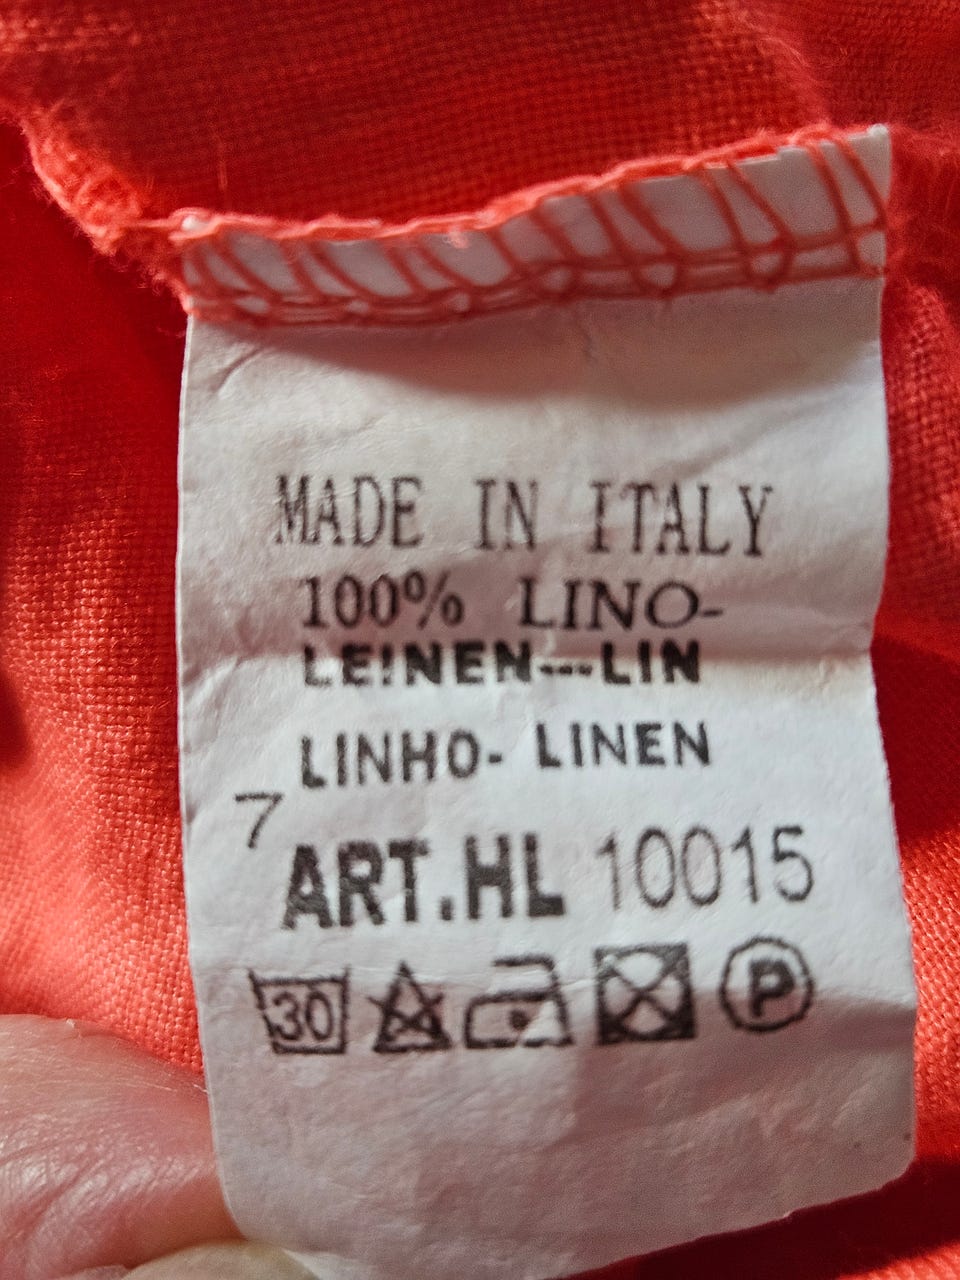 MADE IN ITALY
100% LINO-
LEINEN---LIN
LINHO- LINEN
7
ART.HL 10015
30 P